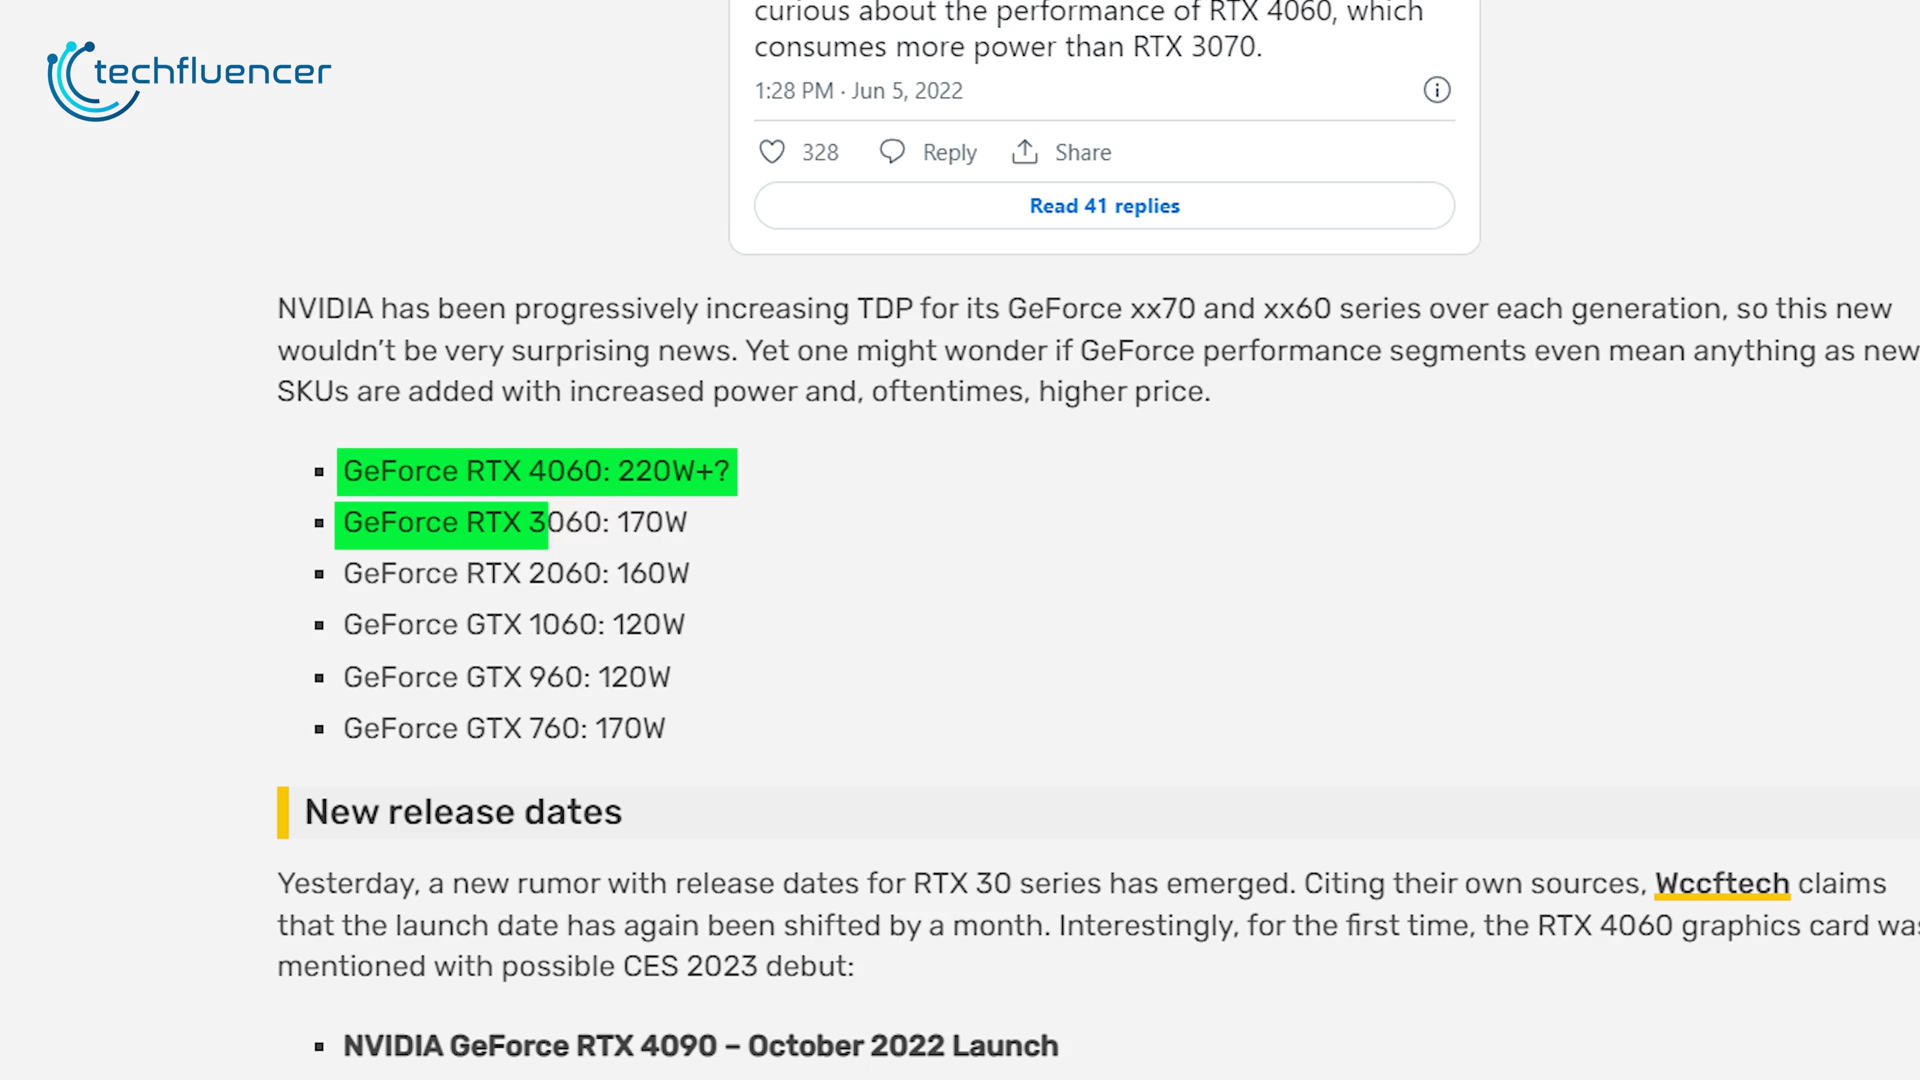 techfluencer
curious about the performance of RTX 4060, which
consumes more power than RTX 3070.
1:28 PM · Jun 5, 2022
328 Reply Share
Read 41 replies
NVIDIA has been progressively increasing TDP for its GeForce xx70 and xx60 series over each generation, so this new
wouldn’t be very surprising news. Yet one might wonder if GeForce performance segments even mean anything as new
SKUs are added with increased power and, oftentimes, higher price.
▪ GeForce RTX 4060: 220W+?
▪ GeForce RTX 3060: 170W
▪ GeForce RTX 2060: 160W
▪ GeForce GTX 1060: 120W
▪ GeForce GTX 960: 120W
▪ GeForce GTX 760: 170W
New release dates
Yesterday, a new rumor with release dates for RTX 30 series has emerged. Citing their own sources, Wccftech claims
that the launch date has again been shifted by a month. Interestingly, for the first time, the RTX 4060 graphics card was
mentioned with possible CES 2023 debut:
▪ NVIDIA GeForce RTX 4090 – October 2022 Launch